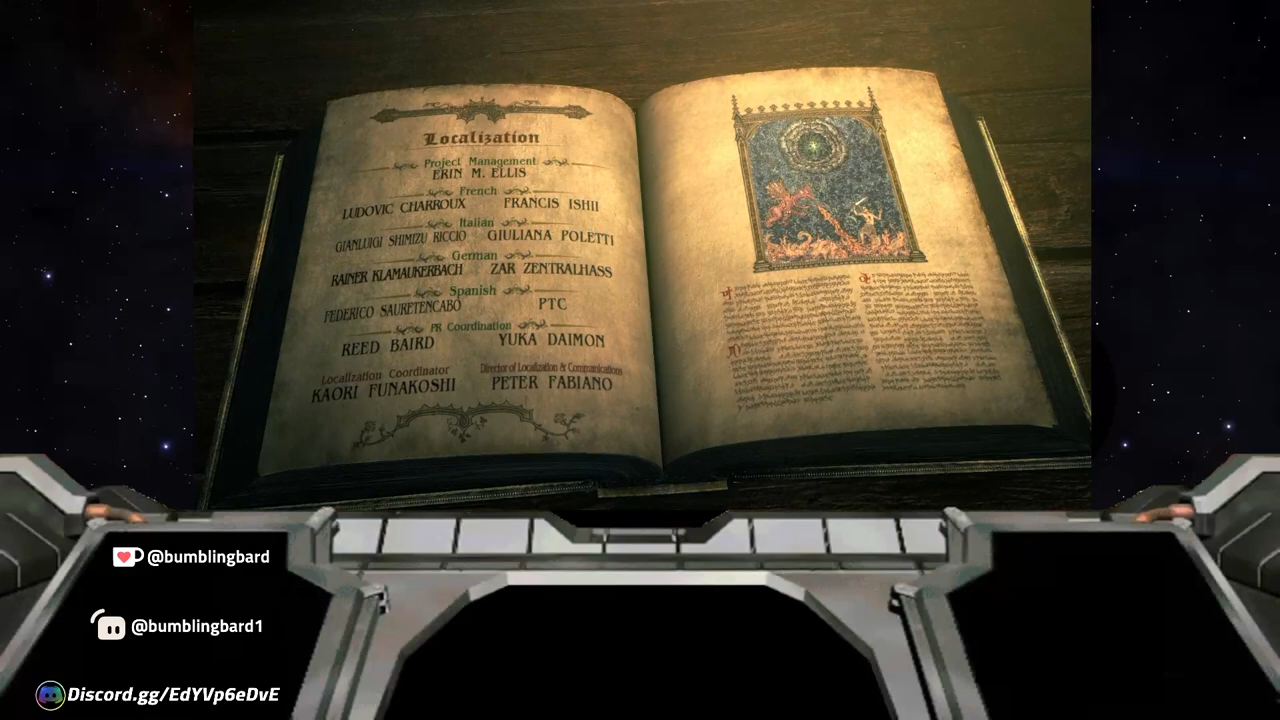 Localization
Project Management
ERIN M. ELLIS
French
LUDOVIC CHARROUX FRANCIS ISHII
Italian
GIANLUIGI SHIMIZU RICCIO GIULIANA POLETTI
German
RAINER KLAMAUKERBACH ZAR ZENTRALHASS
Spanish
FEDERICO SAURETENCABO PTC
PR Coordination
REED BAIRD YUKA DAIMON
Localization Coordinator Director of Localization & Communications
KAORI FUNAKOSHI PETER FABIANO
@bumblingbard
@bumblingbard1
Discord.gg/EdYVp6eDvE